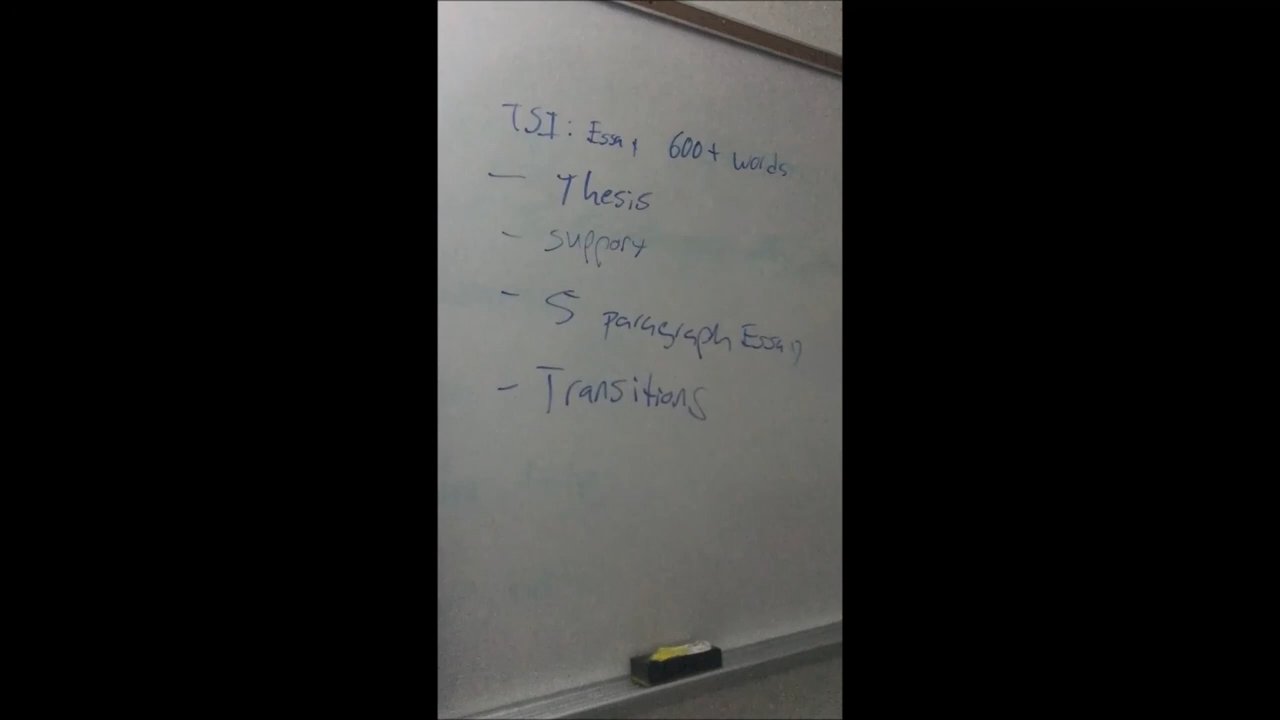 TSI: Essay 600+ words
- Thesis
- support
- 5 paragraph Essay
- Transitions